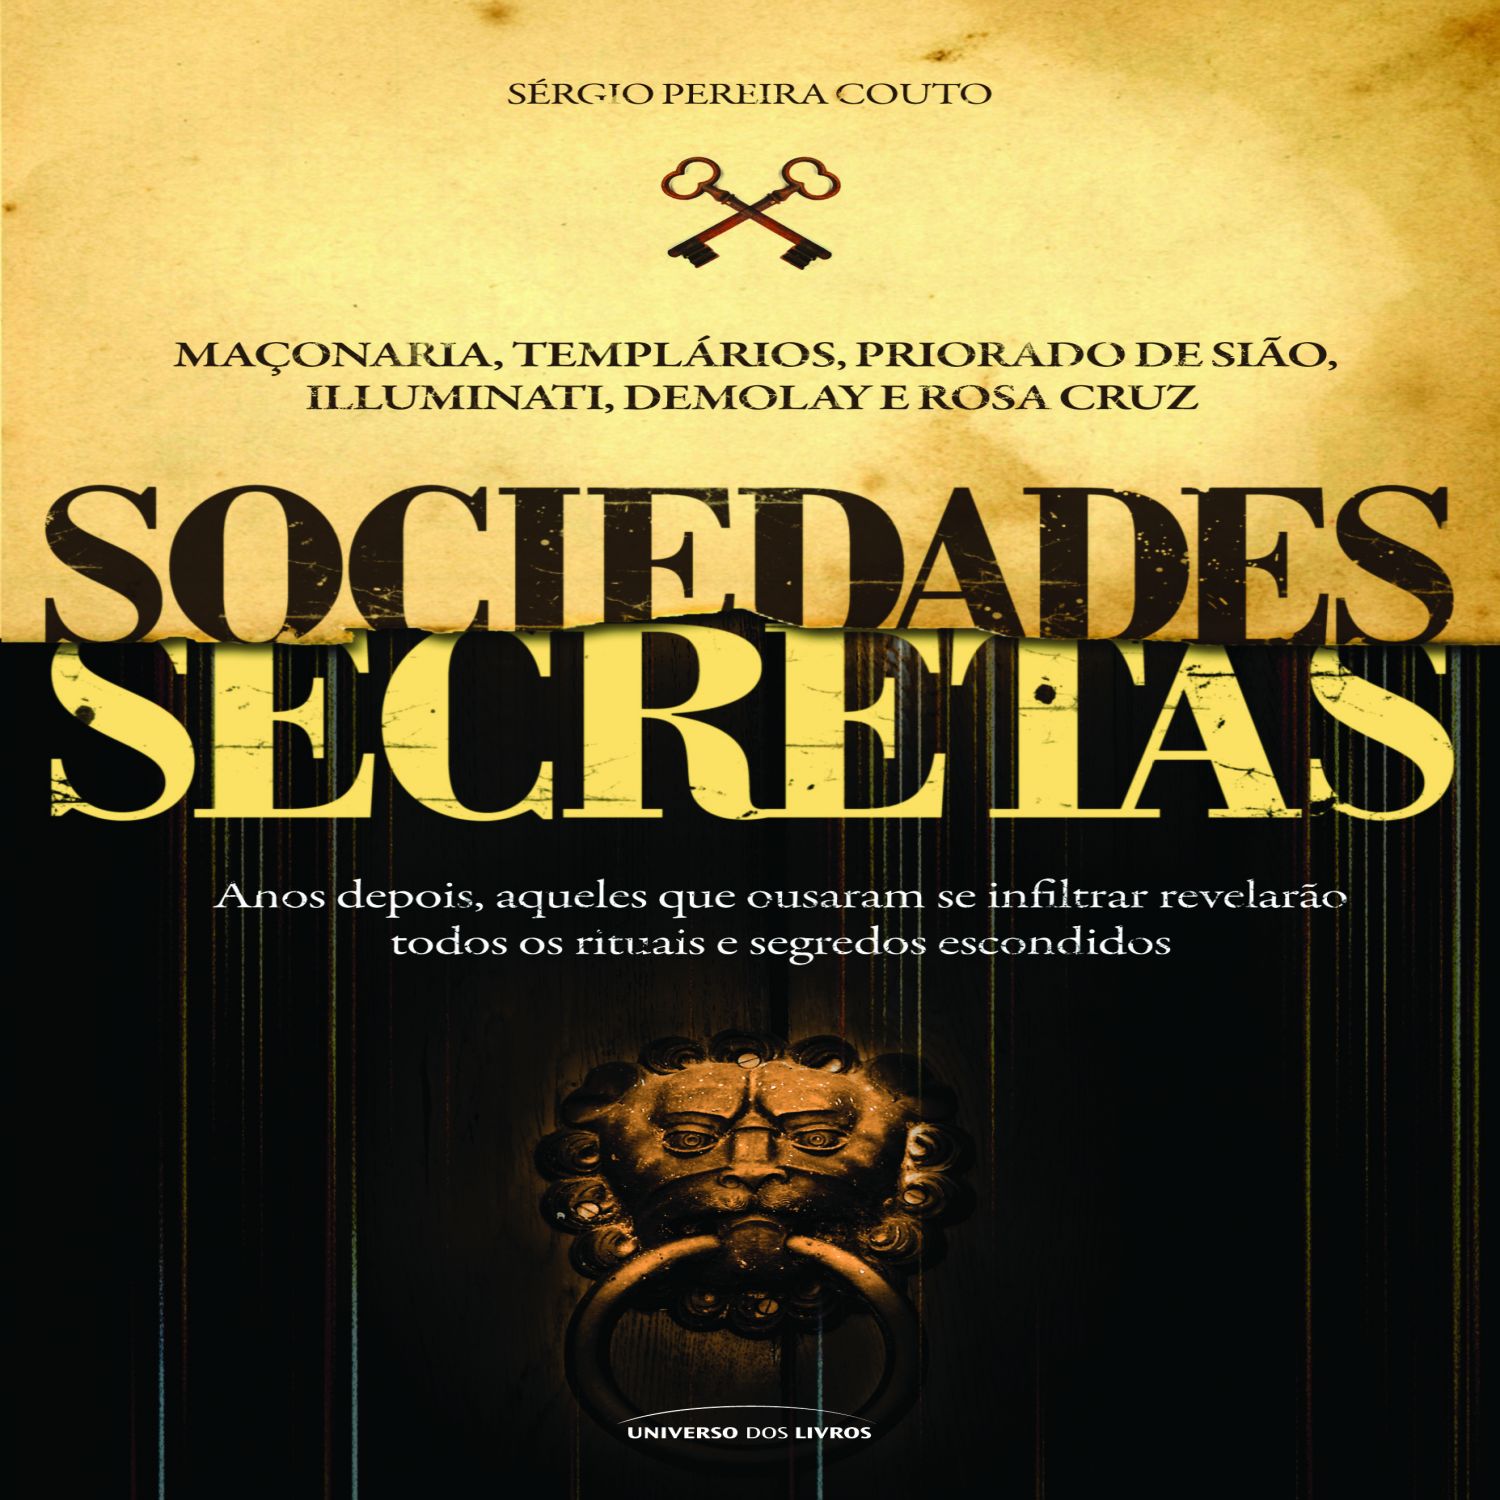 SÉRGIO PEREIRA COUTO
MAÇONARIA, TEMPLÁRIOS, PRIORADO DE SIÃO,
ILLUMINATI, DEMOLAY E ROSA CRUZ
SOCIEDADES
SECRETAS
Anos depois, aqueles que ousaram se infiltrar revelarão
todos os rituais e segredos escondidos
UNIVERSO DOS LIVROS